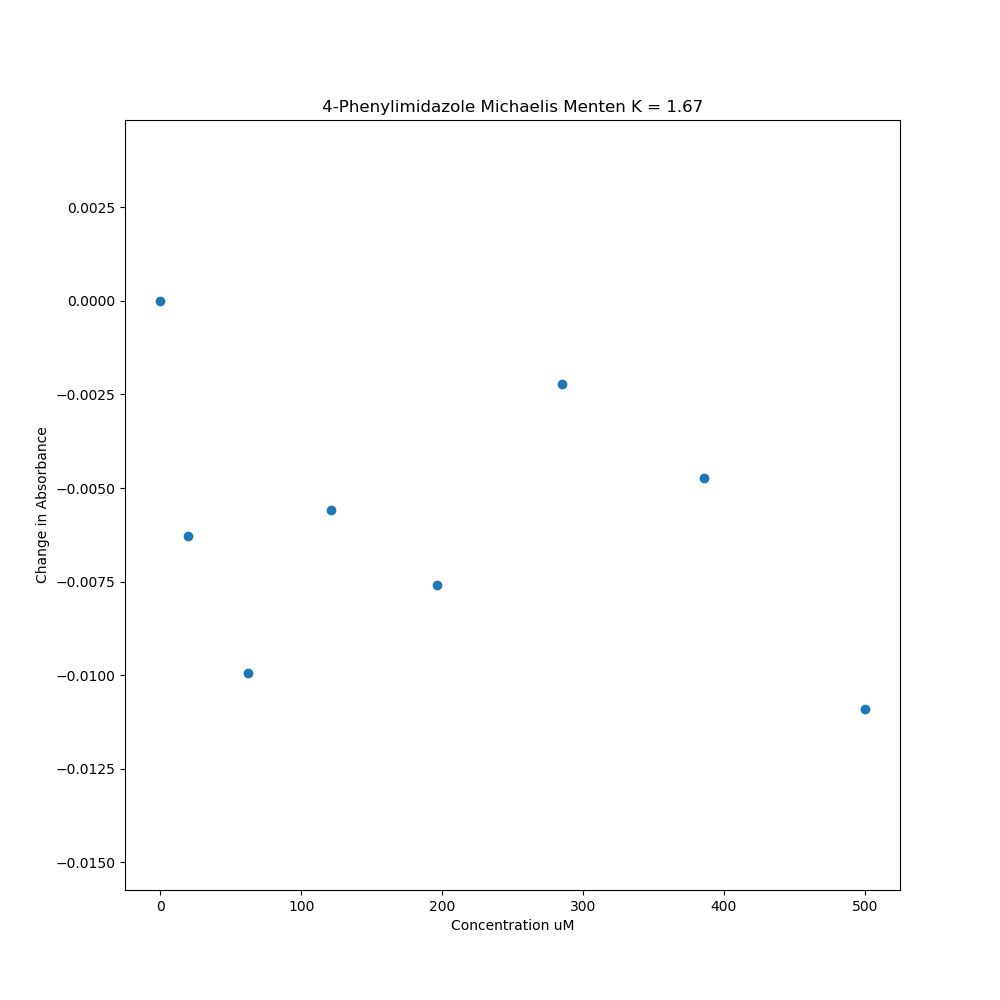 4-Phenylimidazole Michaelis Menten K = 1.67
Change in Absorbance
0.0025
0.0000
−0.0025
−0.0050
−0.0075
−0.0100
−0.0125
−0.0150
0 100 200 300 400 500
Concentration uM